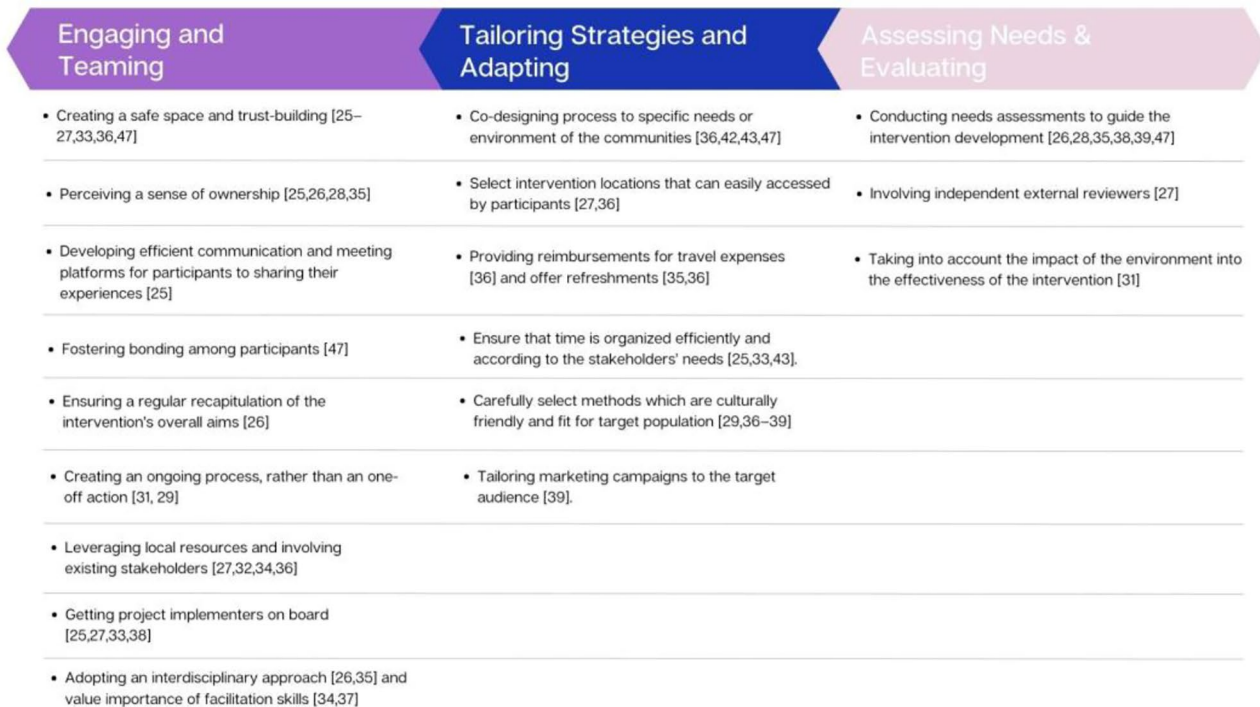 Engaging and
Teaming
Tailoring Strategies and
Adapting
Assessing Needs &
Evaluating
• Creating a safe space and trust-building [25–
27,33,36,47]
• Co-designing process to specific needs or
environment of the communities [36,42,43,47]
• Conducting needs assessments to guide the
intervention development [26,28,35,38,39,47]
• Perceiving a sense of ownership [25,26,28,35]
• Select intervention locations that can easily accessed
by participants [27,36]
• Involving independent external reviewers [27]
• Developing efficient communication and meeting
platforms for participants to sharing their
experiences [25]
• Providing reimbursements for travel expenses
[36] and offer refreshments [35,36]
• Taking into account the impact of the environment into
the effectiveness of the intervention [31]
• Fostering bonding among participants [47]
• Ensure that time is organized efficiently and
according to the stakeholders' needs [25,33,43].
• Ensuring a regular recapitulation of the
intervention's overall aims [26]
• Carefully select methods which are culturally
friendly and fit for target population [29,36–39]
• Creating an ongoing process, rather than an one-
off action [31, 29]
• Tailoring marketing campaigns to the target
audience [39].
• Leveraging local resources and involving
existing stakeholders [27,32,34,36]
• Getting project implementers on board
[25,27,33,38]
• Adopting an interdisciplinary approach [26,35] and
value importance of facilitation skills [34,37]